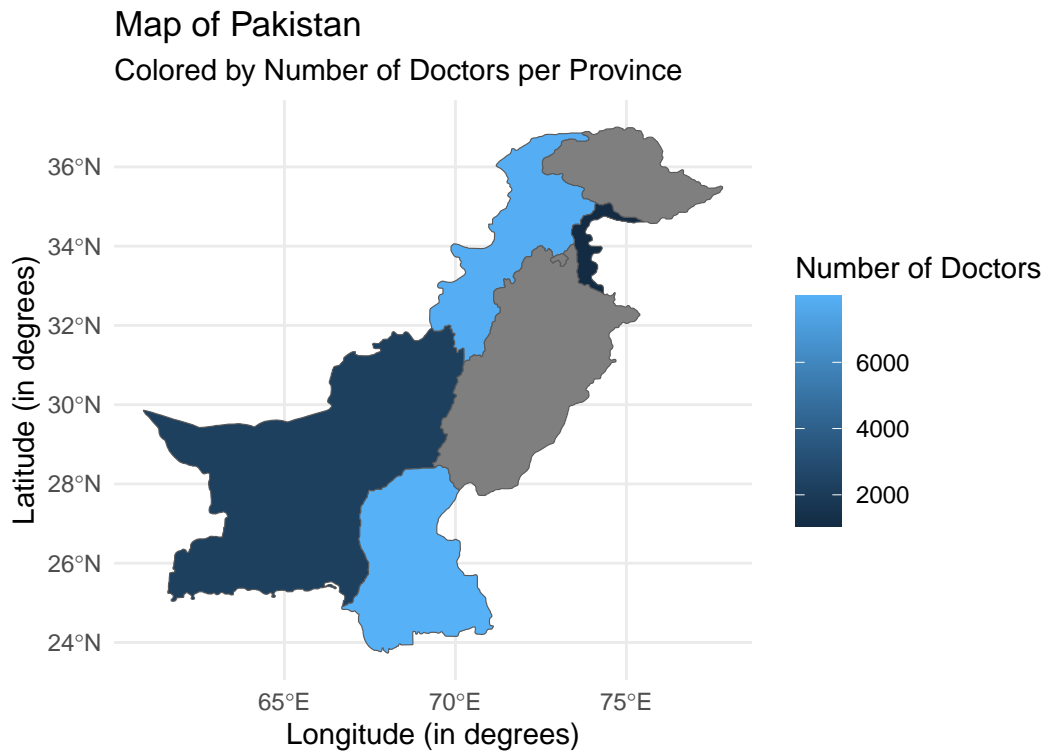 Map of Pakistan
Colored by Number of Doctors per Province
36°N
34°N
32°N
30°N
28°N
26°N
24°N
Latitude (in degrees)
65°E
70°E
75°E
Longitude (in degrees)
Number of Doctors
6000
4000
2000